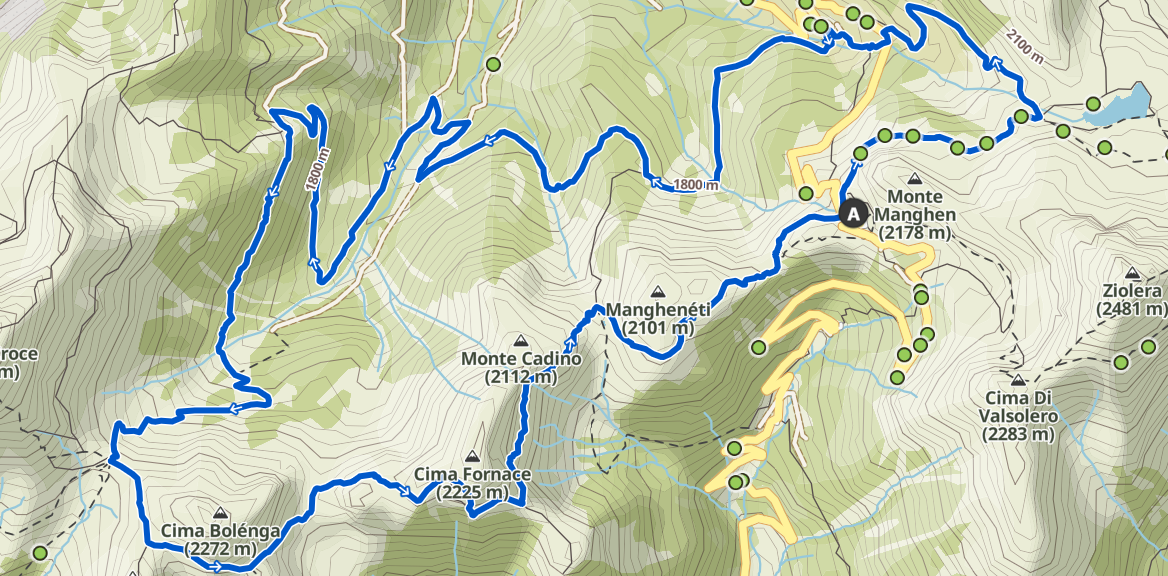 2100 m
1800 m
1800 m
A
Monte
Manghen
(2178 m)
Ziolera
(2481 m)
Manghenéti
(2101 m)
roce
m)
Monte Cadino
(2112 m)
Cima Di
Valsolero
(2283 m)
Cima Fornace
(2225 m)
Cima Bolénga
(2272 m)